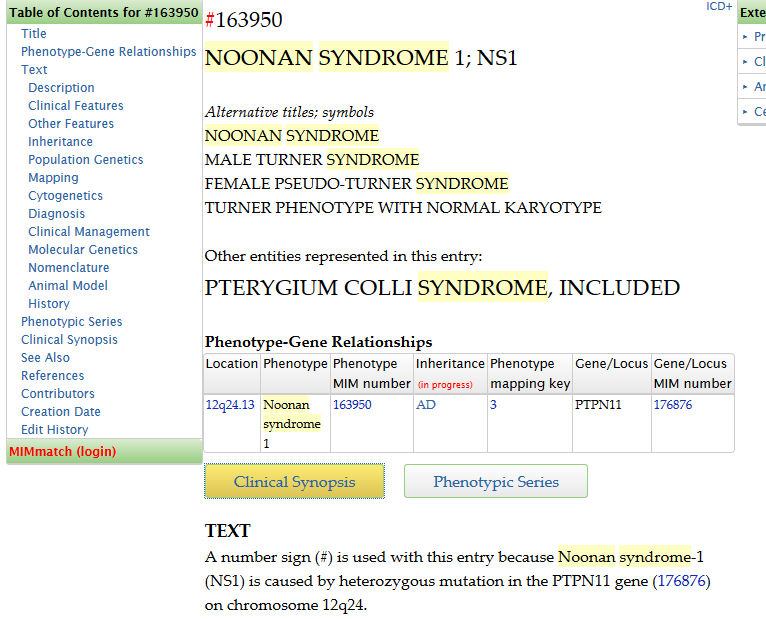 Table of Contents for #163950
Title
Phenotype-Gene Relationships
Text
Description
Clinical Features
Other Features
Inheritance
Population Genetics
Mapping
Cytogenetics
Diagnosis
Clinical Management
Molecular Genetics
Nomenclature
Animal Model
History
Phenotypic Series
Clinical Synopsis
See Also
References
Contributors
Creation Date
Edit History
MIMmatch (login)
#163950
ICD+
NOONAN SYNDROME 1; NS1
Alternative titles; symbols
NOONAN SYNDROME
MALE TURNER SYNDROME
FEMALE PSEUDO-TURNER SYNDROME
TURNER PHENOTYPE WITH NORMAL KARYOTYPE
Other entities represented in this entry:
PTERYGIUM COLLI SYNDROME, INCLUDED
Phenotype-Gene Relationships
Location Phenotype Phenotype MIM number Inheritance (in progress) Phenotype mapping key Gene/Locus Gene/Locus MIM number
12q24.13 Noonan syndrome 1 163950 AD 3 PTPN11 176876
Clinical Synopsis Phenotypic Series
TEXT
A number sign (#) is used with this entry because Noonan syndrome-1
(NS1) is caused by heterozygous mutation in the PTPN11 gene (176876)
on chromosome 12q24.
Exte
Pr
Cl
Ar
Ce